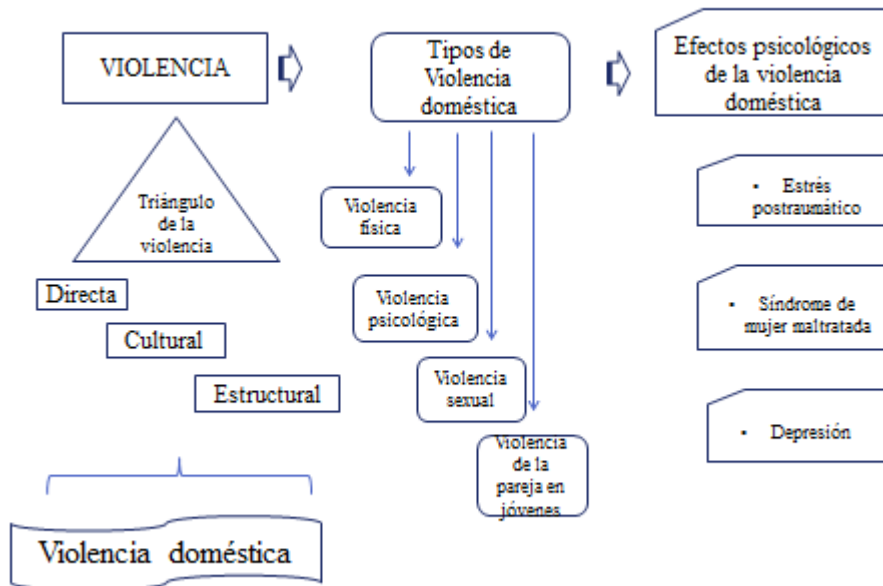 VIOLENCIA
Triángulo
de la
violencia
Directa
Cultural
Estructural
Violencia doméstica
Tipos de
Violencia
doméstica
Violencia
física
Violencia
psicológica
Violencia
sexual
Violencia
de la
pareja en
jóvenes
Efectos psicológicos
de la violencia
doméstica
• Estrés
postraumático
• Síndrome de
mujer maltratada
• Depresión